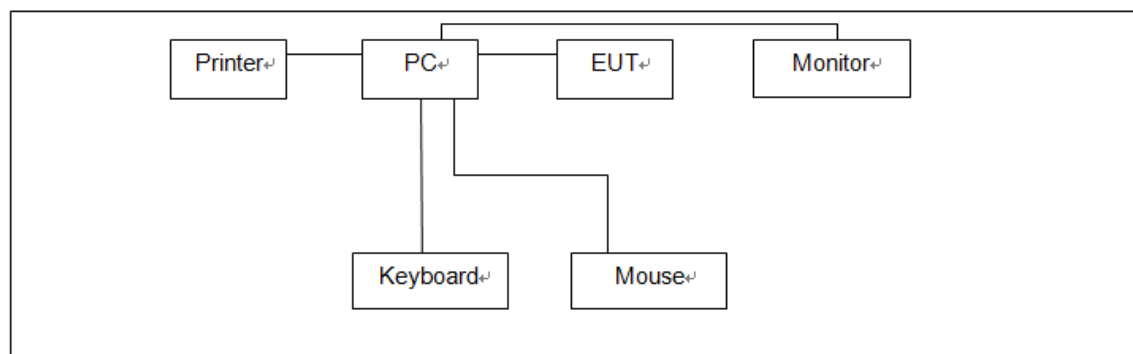 Printer
PC
EUT
Monitor
Keyboard
Mouse